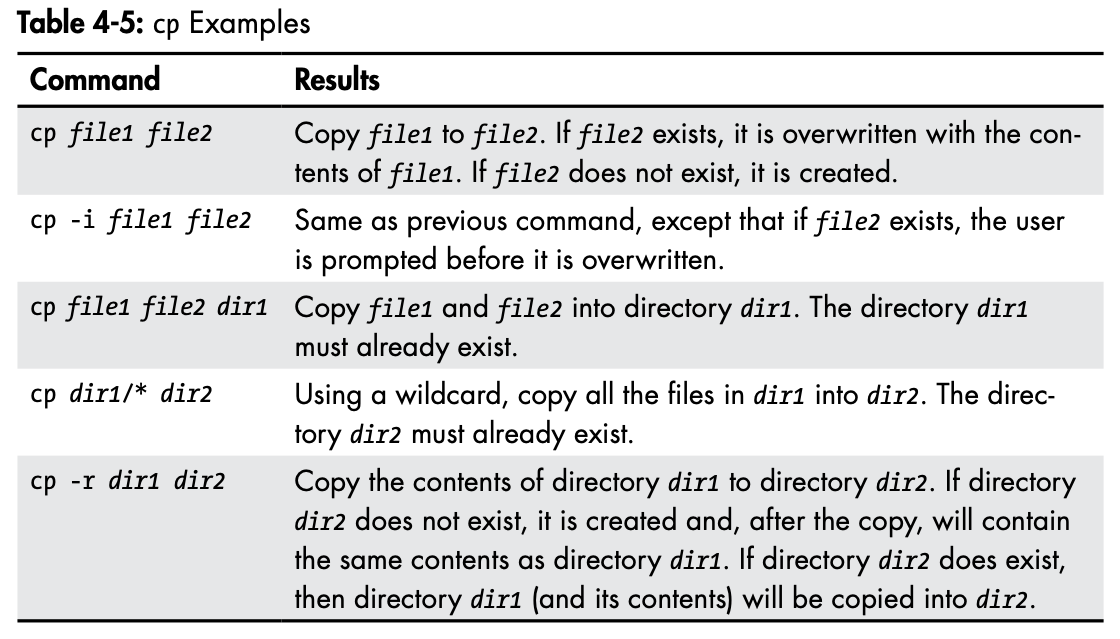 Table 4-5: cp Examples
Command Results
cp file1 file2 Copy file1 to file2. If file2 exists, it is overwritten with the con-
tents of file1. If file2 does not exist, it is created.
cp -i file1 file2 Same as previous command, except that if file2 exists, the user
is prompted before it is overwritten.
cp file1 file2 dir1 Copy file1 and file2 into directory dir1. The directory dir1
must already exist.
cp dir1/* dir2 Using a wildcard, copy all the files in dir1 into dir2. The direc-
tory dir2 must already exist.
cp -r dir1 dir2 Copy the contents of directory dir1 to directory dir2. If directory
dir2 does not exist, it is created and, after the copy, will contain
the same contents as directory dir1. If directory dir2 does exist,
then directory dir1 (and its contents) will be copied into dir2.